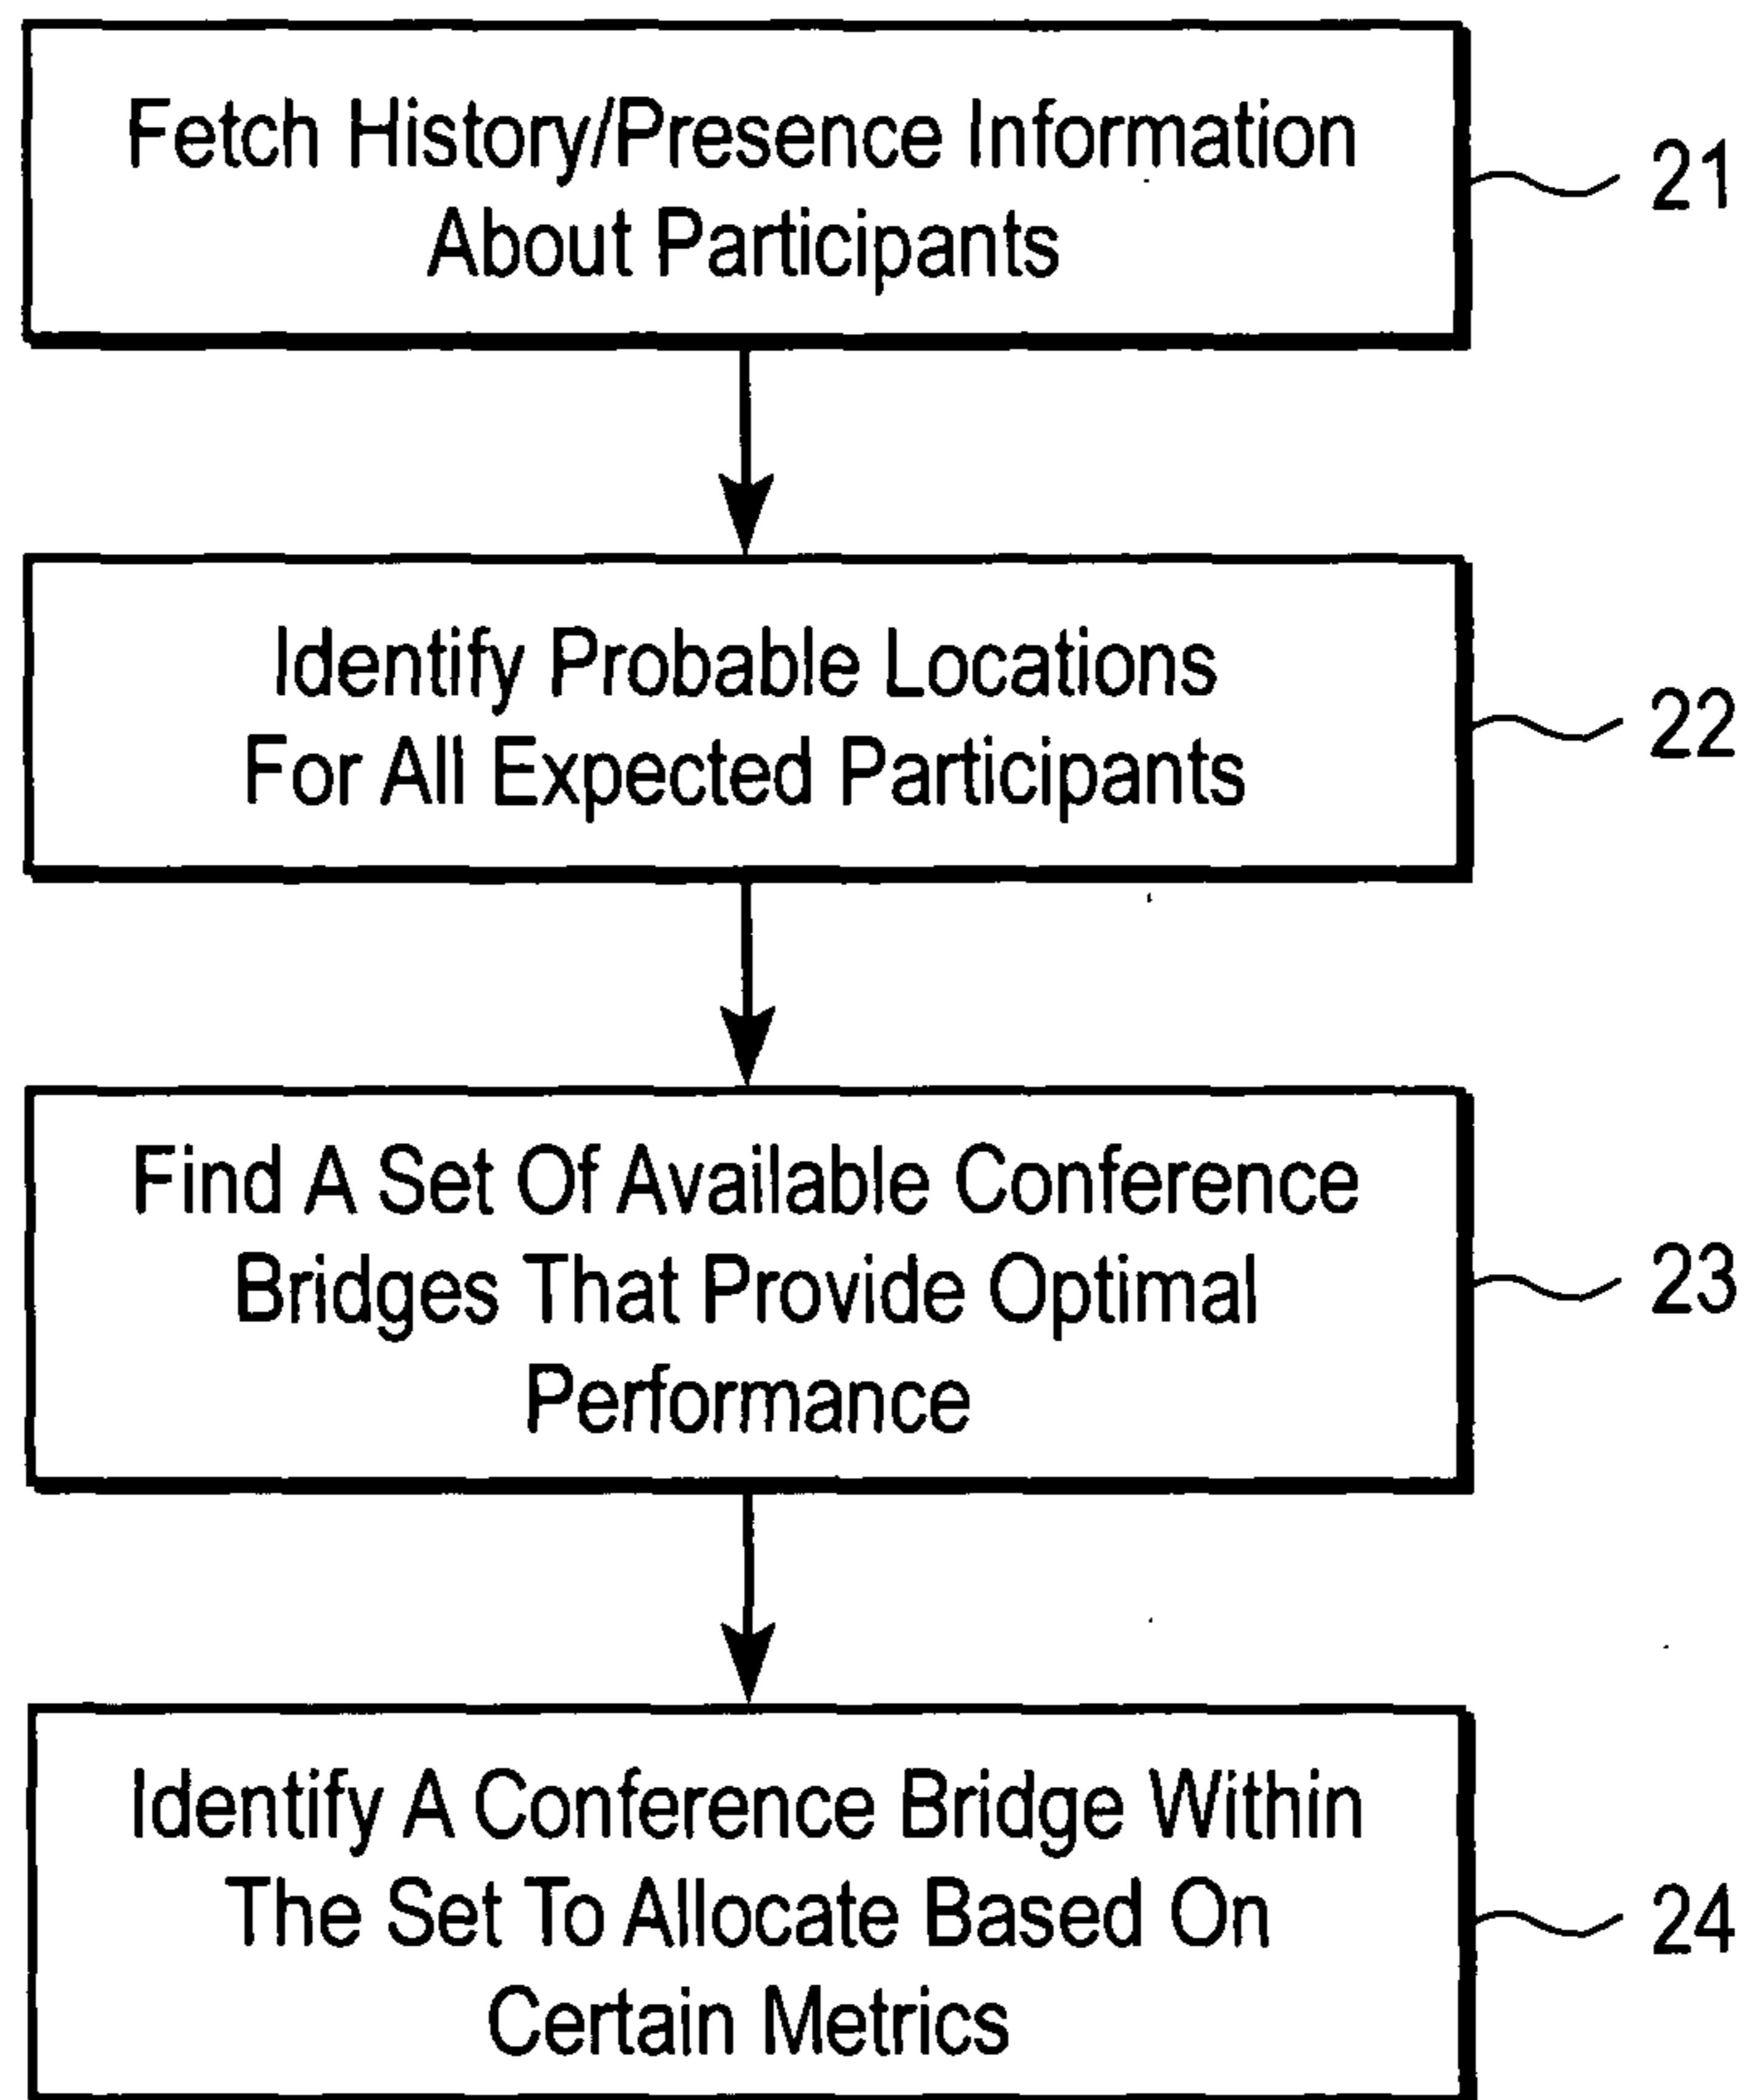 Fetch History/Presence Information
About Participants
21
Identify Probable Locations
For All Expected Participants
22
Find A Set Of Available Conference
Bridges That Provide Optimal
Performance
23
Identify A Conference Bridge Within
The Set To Allocate Based On
Certain Metrics
24